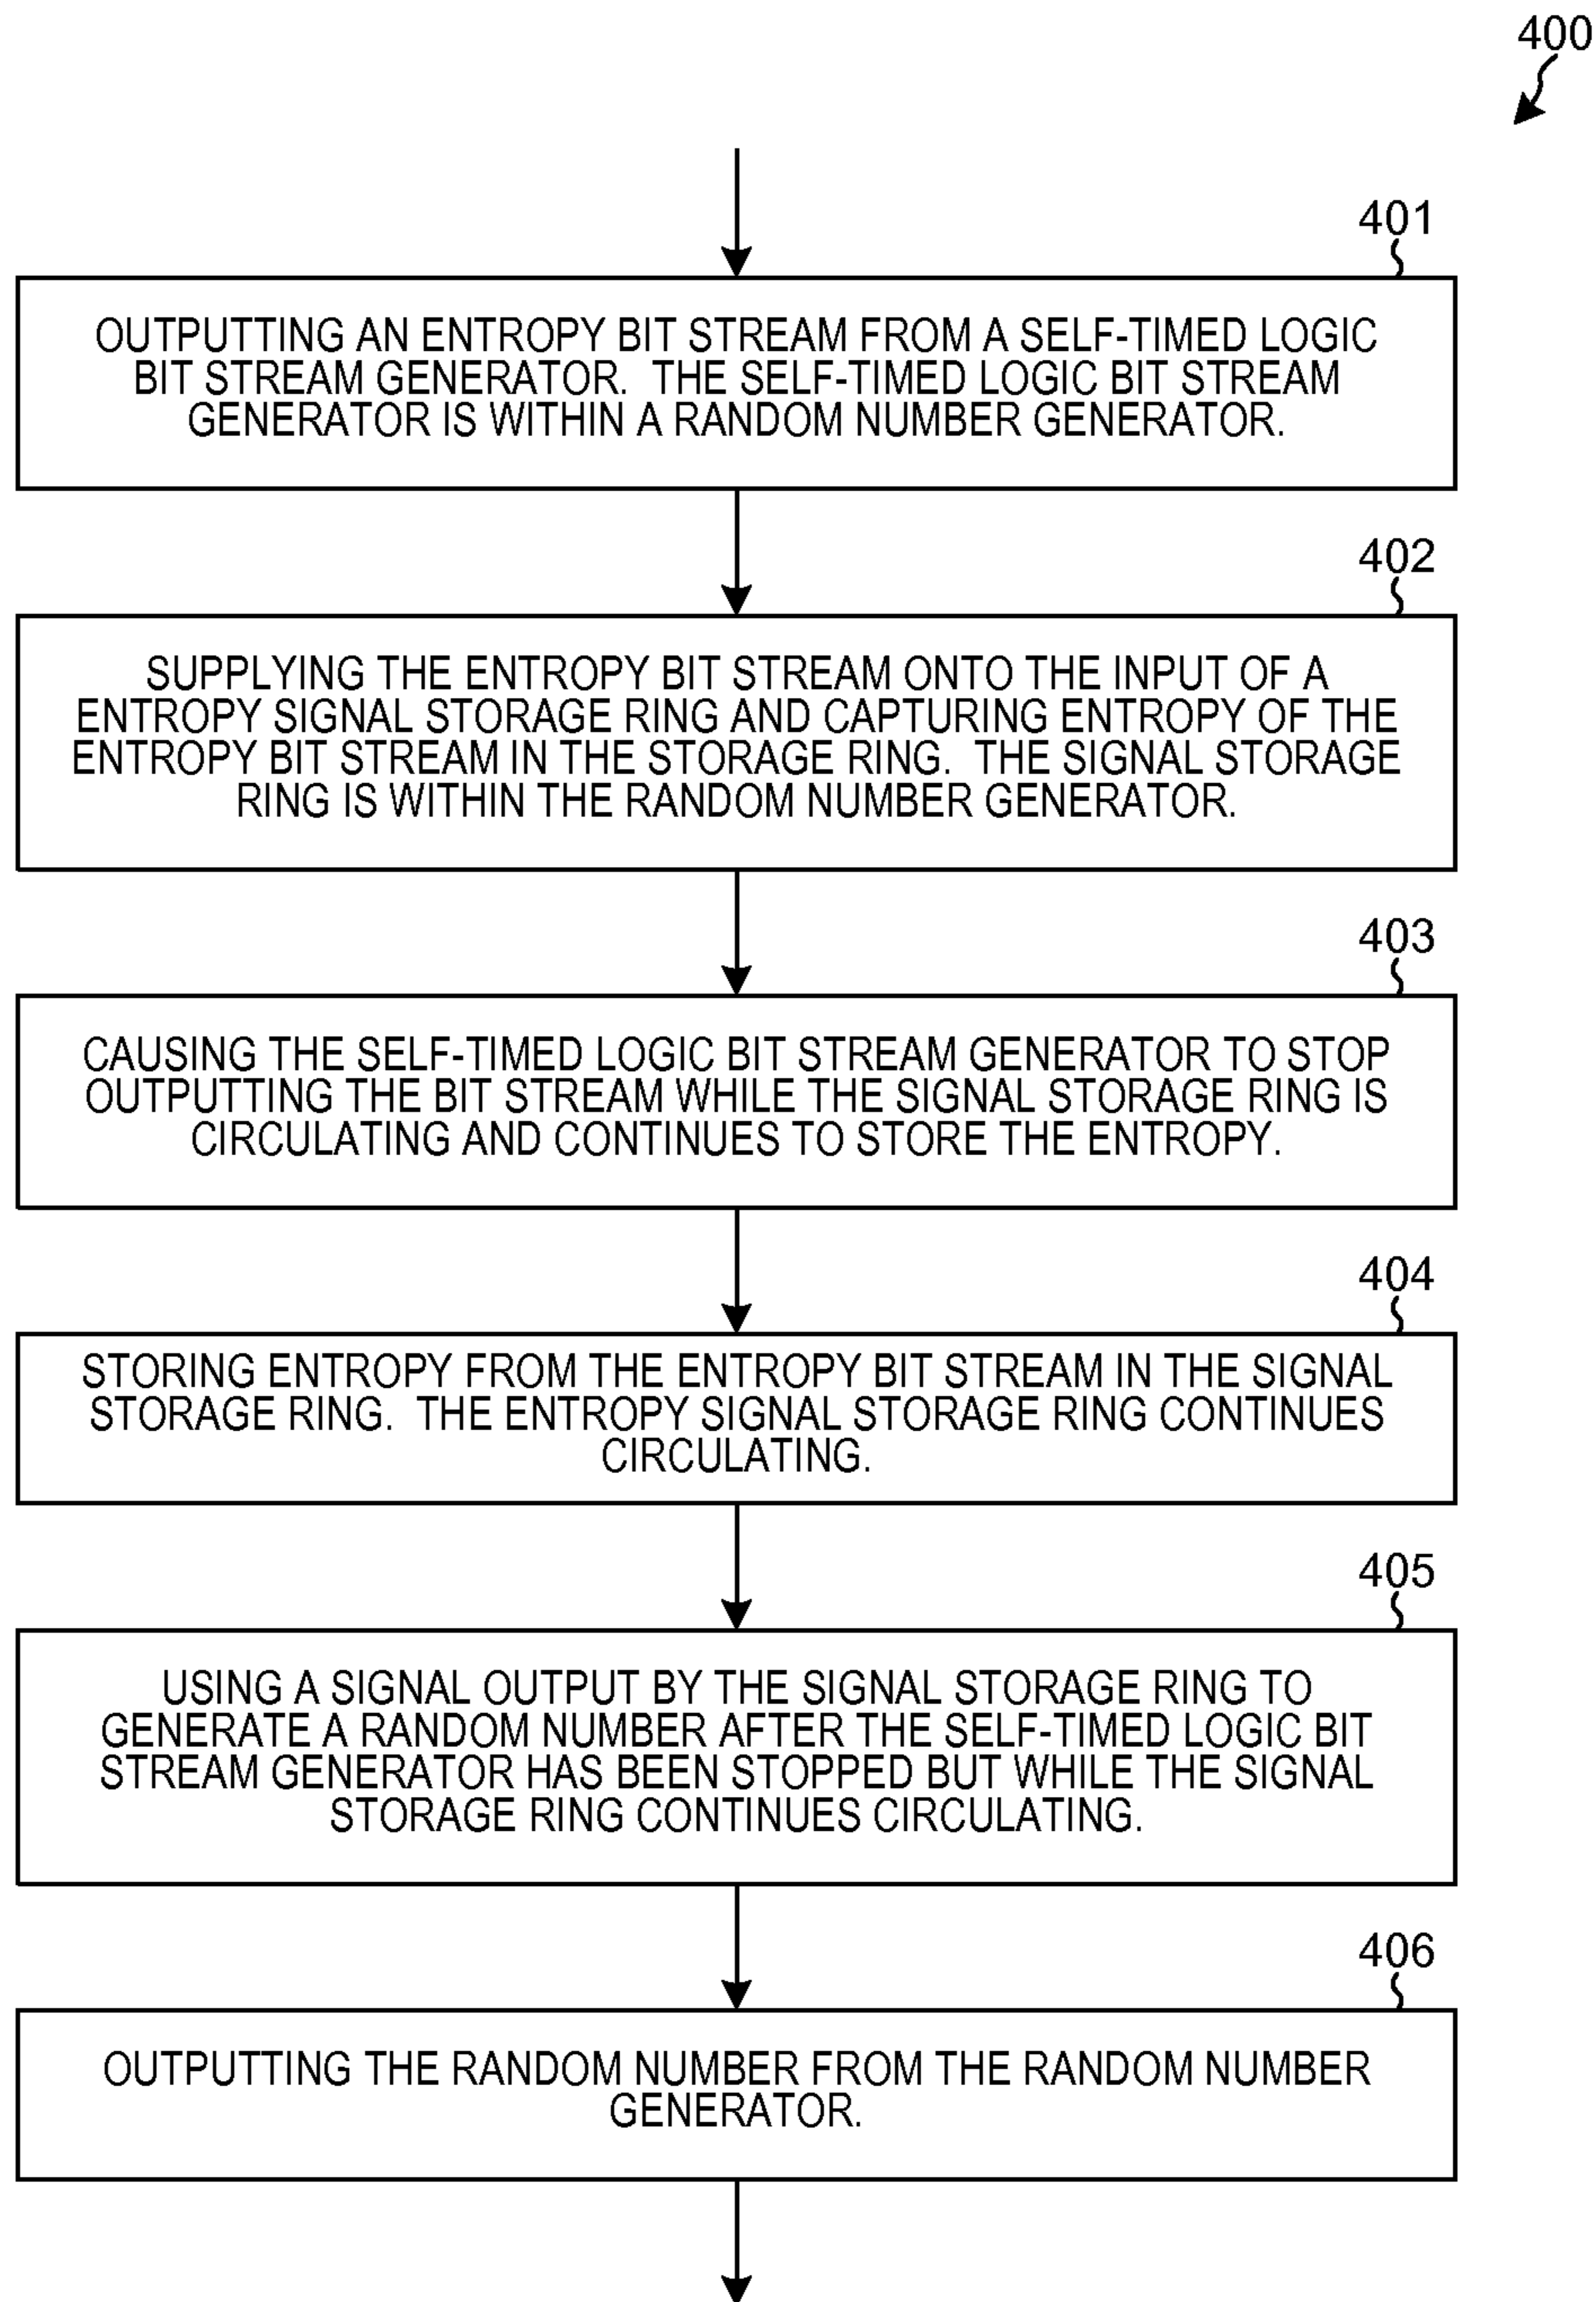 400
401
OUTPUTTING AN ENTROPY BIT STREAM FROM A SELF-TIMED LOGIC
BIT STREAM GENERATOR. THE SELF-TIMED LOGIC BIT STREAM
GENERATOR IS WITHIN A RANDOM NUMBER GENERATOR.
402
SUPPLYING THE ENTROPY BIT STREAM ONTO THE INPUT OF A
ENTROPY SIGNAL STORAGE RING AND CAPTURING ENTROPY OF THE
ENTROPY BIT STREAM IN THE STORAGE RING. THE SIGNAL STORAGE
RING IS WITHIN THE RANDOM NUMBER GENERATOR.
403
CAUSING THE SELF-TIMED LOGIC BIT STREAM GENERATOR TO STOP
OUTPUTTING THE BIT STREAM WHILE THE SIGNAL STORAGE RING IS
CIRCULATING AND CONTINUES TO STORE THE ENTROPY.
404
STORING ENTROPY FROM THE ENTROPY BIT STREAM IN THE SIGNAL
STORAGE RING. THE ENTROPY SIGNAL STORAGE RING CONTINUES
CIRCULATING.
405
USING A SIGNAL OUTPUT BY THE SIGNAL STORAGE RING TO
GENERATE A RANDOM NUMBER AFTER THE SELF-TIMED LOGIC BIT
STREAM GENERATOR HAS BEEN STOPPED BUT WHILE THE SIGNAL
STORAGE RING CONTINUES CIRCULATING.
406
OUTPUTTING THE RANDOM NUMBER FROM THE RANDOM NUMBER
GENERATOR.